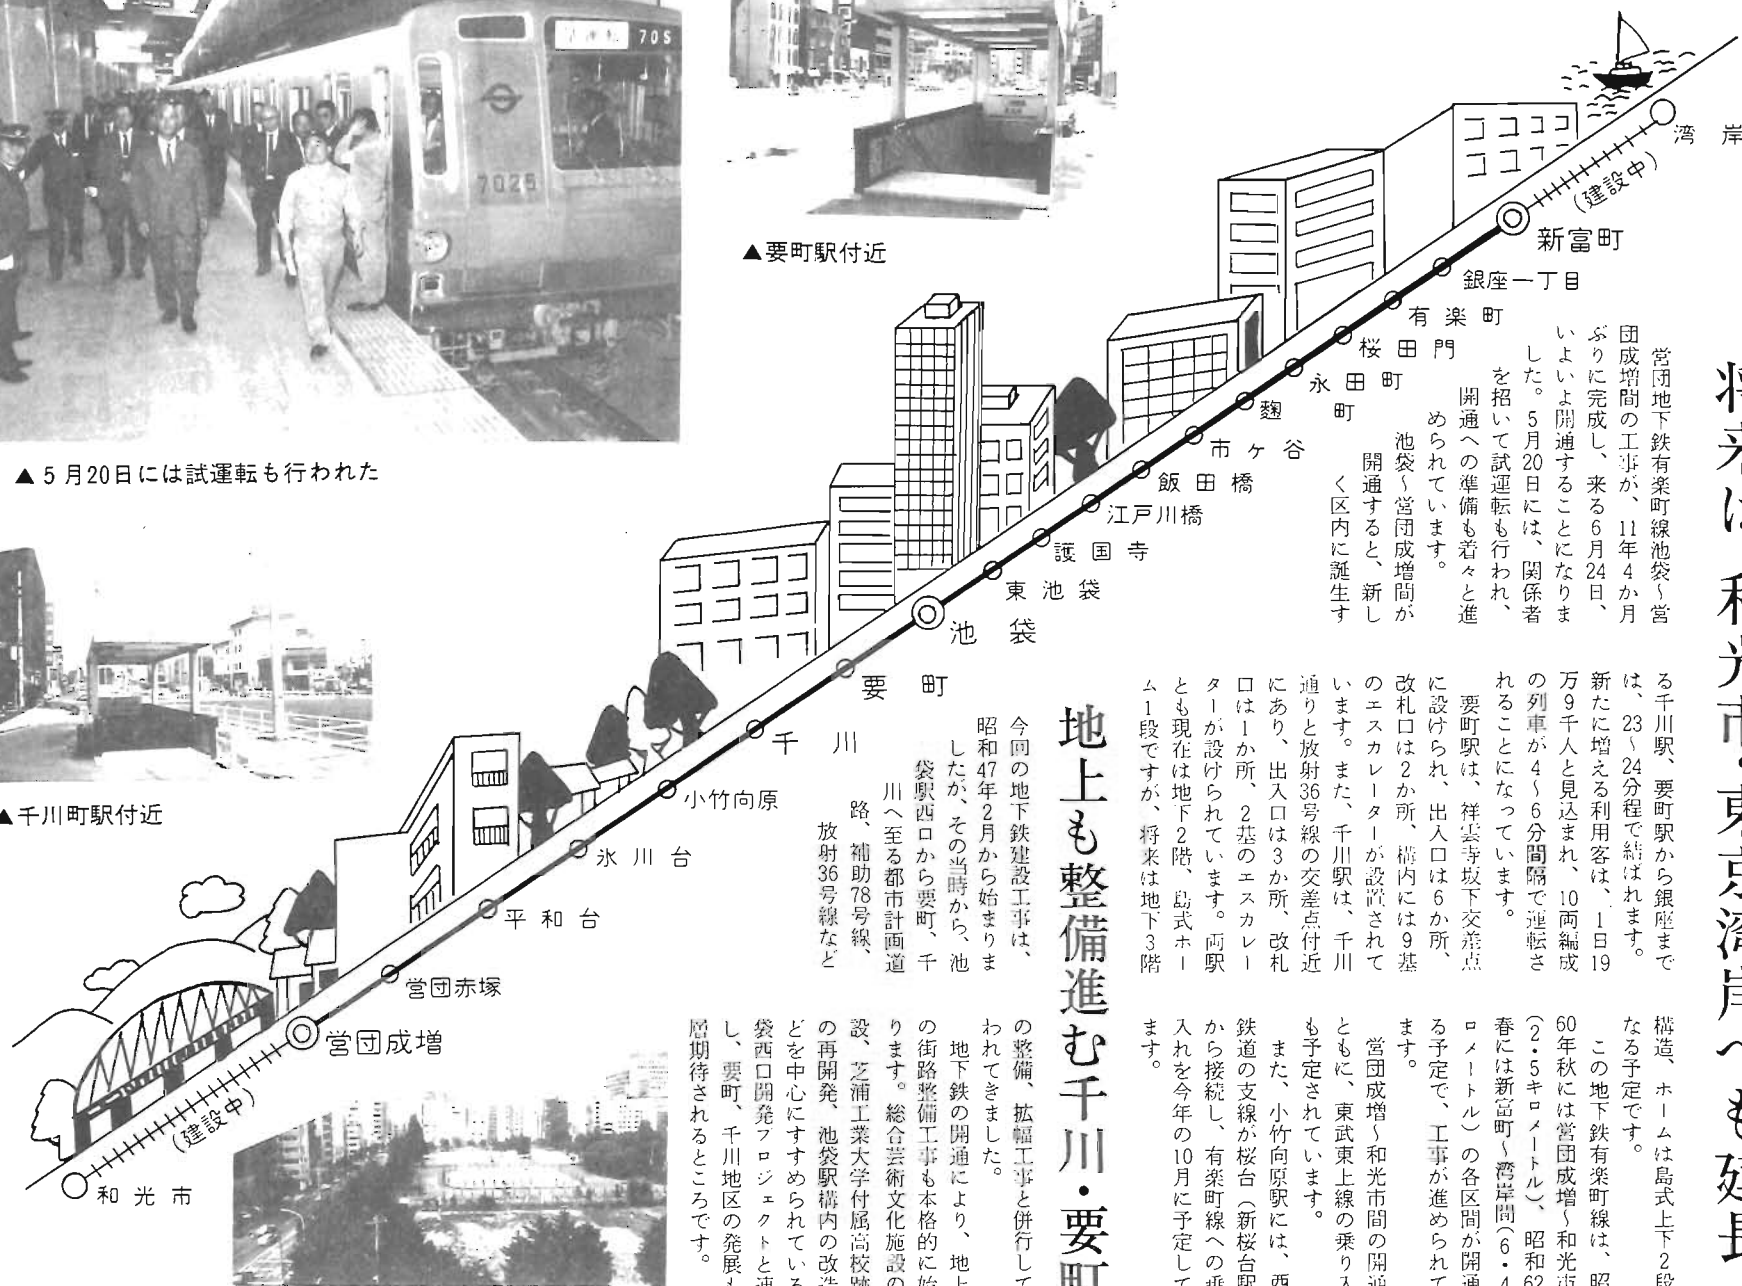 将来は 和光市・東京湾岸へも延長
営団地下鉄有楽町線池袋〜営
団成増間の工事が、11年4か月
ぶりに完成し、来る6月24日、
いよいよ開通することになりま
した。5月20日には、関係者
を招いて試運転も行われ、
開通への準備も着々と進
められています。
池袋〜営団成増間が
開通すると、新し
く区内に誕生す
る千川駅、要町駅から銀座まで
は、23〜24分程で結ばれます。
新たに増える利用客は、1日19
万9千人と見込まれ、10両編成
の列車が4〜6分間隔で運転さ
れることになっています。
要町駅は、祥雲寺坂下交差点
に設けられ、出入口は6か所、
改札口は2か所、構内には9基
のエスカレーターが設置されて
います。また、千川駅は、千川
通りと放射36号線の交差点付近
にあり、出入口は3か所、改札
口は1か所、2基のエスカレー
ターが設けられています。両駅
とも現在は地下2階、島式ホー
ム1段ですが、将来は地下3階
構造、ホームは島式上下2段
なる予定です。
この地下鉄有楽町線は、昭
60年秋には営団成増〜和光市
(2・5キロメートル)、昭和62
春には新富町〜湾岸間(6・4
ロメートル)の各区間が開通
る予定で、工事が進められて
ます。
営団成増〜和光市間の開通
ともに、東武東上線の乗り入
も予定されています。
また、小竹向原駅には、西
鉄道の支線が桜台(新桜台駅
から接続し、有楽町線への乗
入れを今年の10月に予定して
ます。
地上も整備進む千川・要町
今回の地下鉄建設工事は、
昭和47年2月から始まりま
したが、その当時から、池
袋駅西口から要町、千
川へ至る都市計画道
路、補助78号線、
放射36号線など
の整備、拡幅工事と併行して
われてきました。
地下鉄の開通により、地上
の街路整備工事も本格的に始
ります。総合芸術文化施設の
設、芝浦工業大学付属高校跡
の再開発、池袋駅構内の改造
どを中心にすすめられている
袋西口開発プロジェクトと連
し、要町、千川地区の発展も
層期待されるところです。
70S
7025
▲5月20日には試運転も行われた
▲要町駅付近
▲千川町駅付近
湾岸
(建設中)
新富町
銀座一丁目
有楽町
桜田門
永田町
麹町
市ヶ谷
飯田橋
江戸川橋
護国寺
東池袋
池袋
要町
千川
小竹向原
氷川台
平和台
営団赤塚
営団成増
(建設中)
和光市